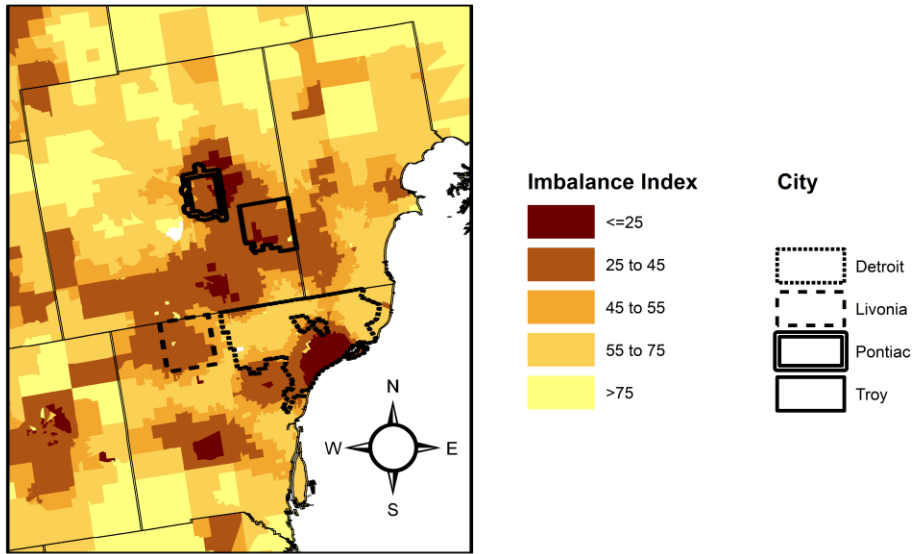 Imbalance Index
<=25
25 to 45
45 to 55
55 to 75
>75
City
Detroit
Livonia
Pontiac
Troy
N
W E
S